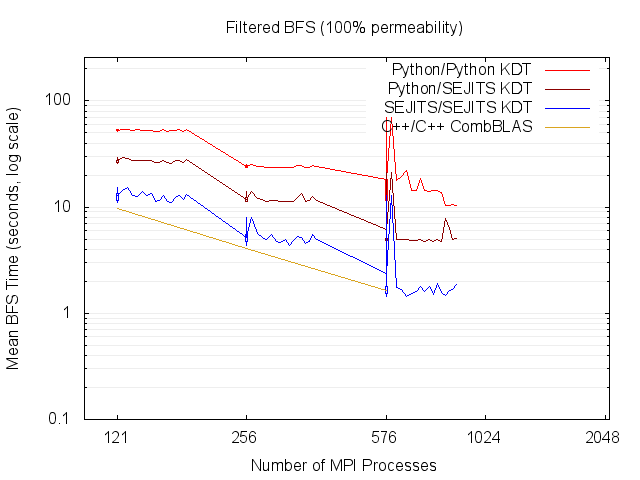 Filtered BFS (100% permeability)
Python/Python KDT
Python/SEJITS KDT
SEJITS/SEJITS KDT
C++/C++ CombBLAS
Mean BFS Time (seconds, log scale)
100
10
1
0.1
121 256 576 1024 2048
Number of MPI Processes